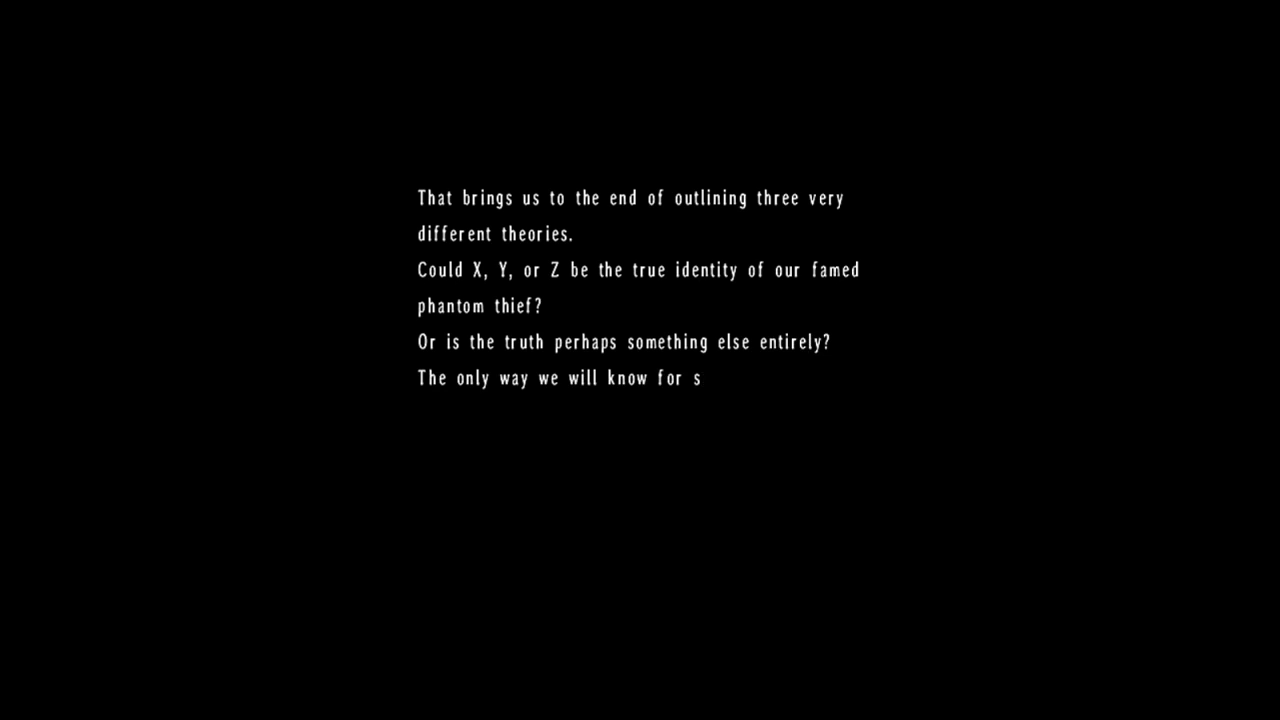 That brings us to the end of outlining three very
different theories.
Could X, Y, or Z be the true identity of our famed
phantom thief?
Or is the truth perhaps something else entirely?
The only way we will know for s